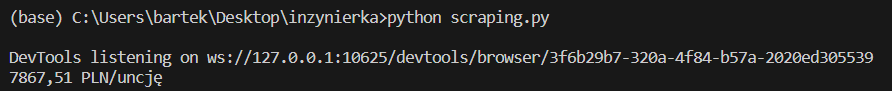 (base) C:\Users\bartek\Desktop\inzynierka>python scraping.py
DevTools listening on ws://127.0.0.1:10625/devtools/browser/3f6b29b7-320a-4f84-b57a-2020ed305539
7867,51 PLN/uncję